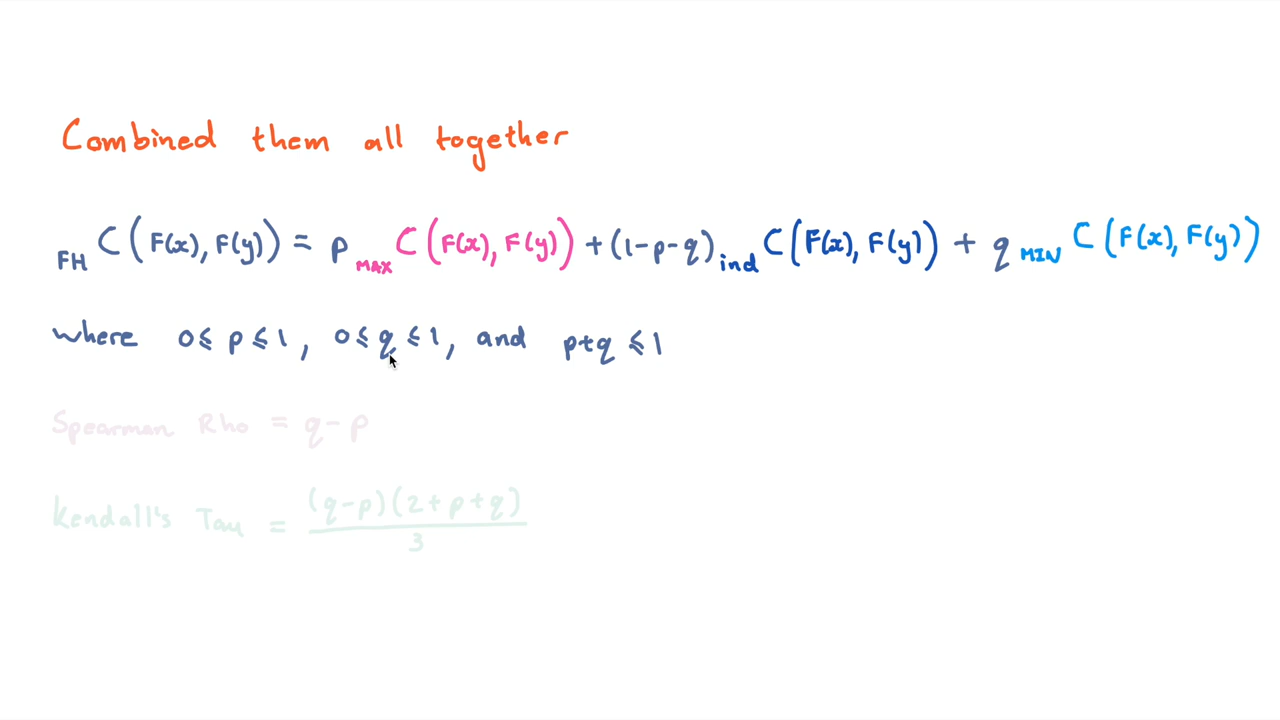 Combined them all together
FH C(F(x), F(y)) = p MAX C(F(x), F(y)) + (1-p-q) ind C(F(x), F(y)) + q MIN C(F(x), F(y))
where 0 ≤ p ≤ 1, 0 ≤ q ≤ 1, and p+q ≤ 1
Spearman Rho = q - p
Kendall's Tau = (q-p)(2+p+q) / 3